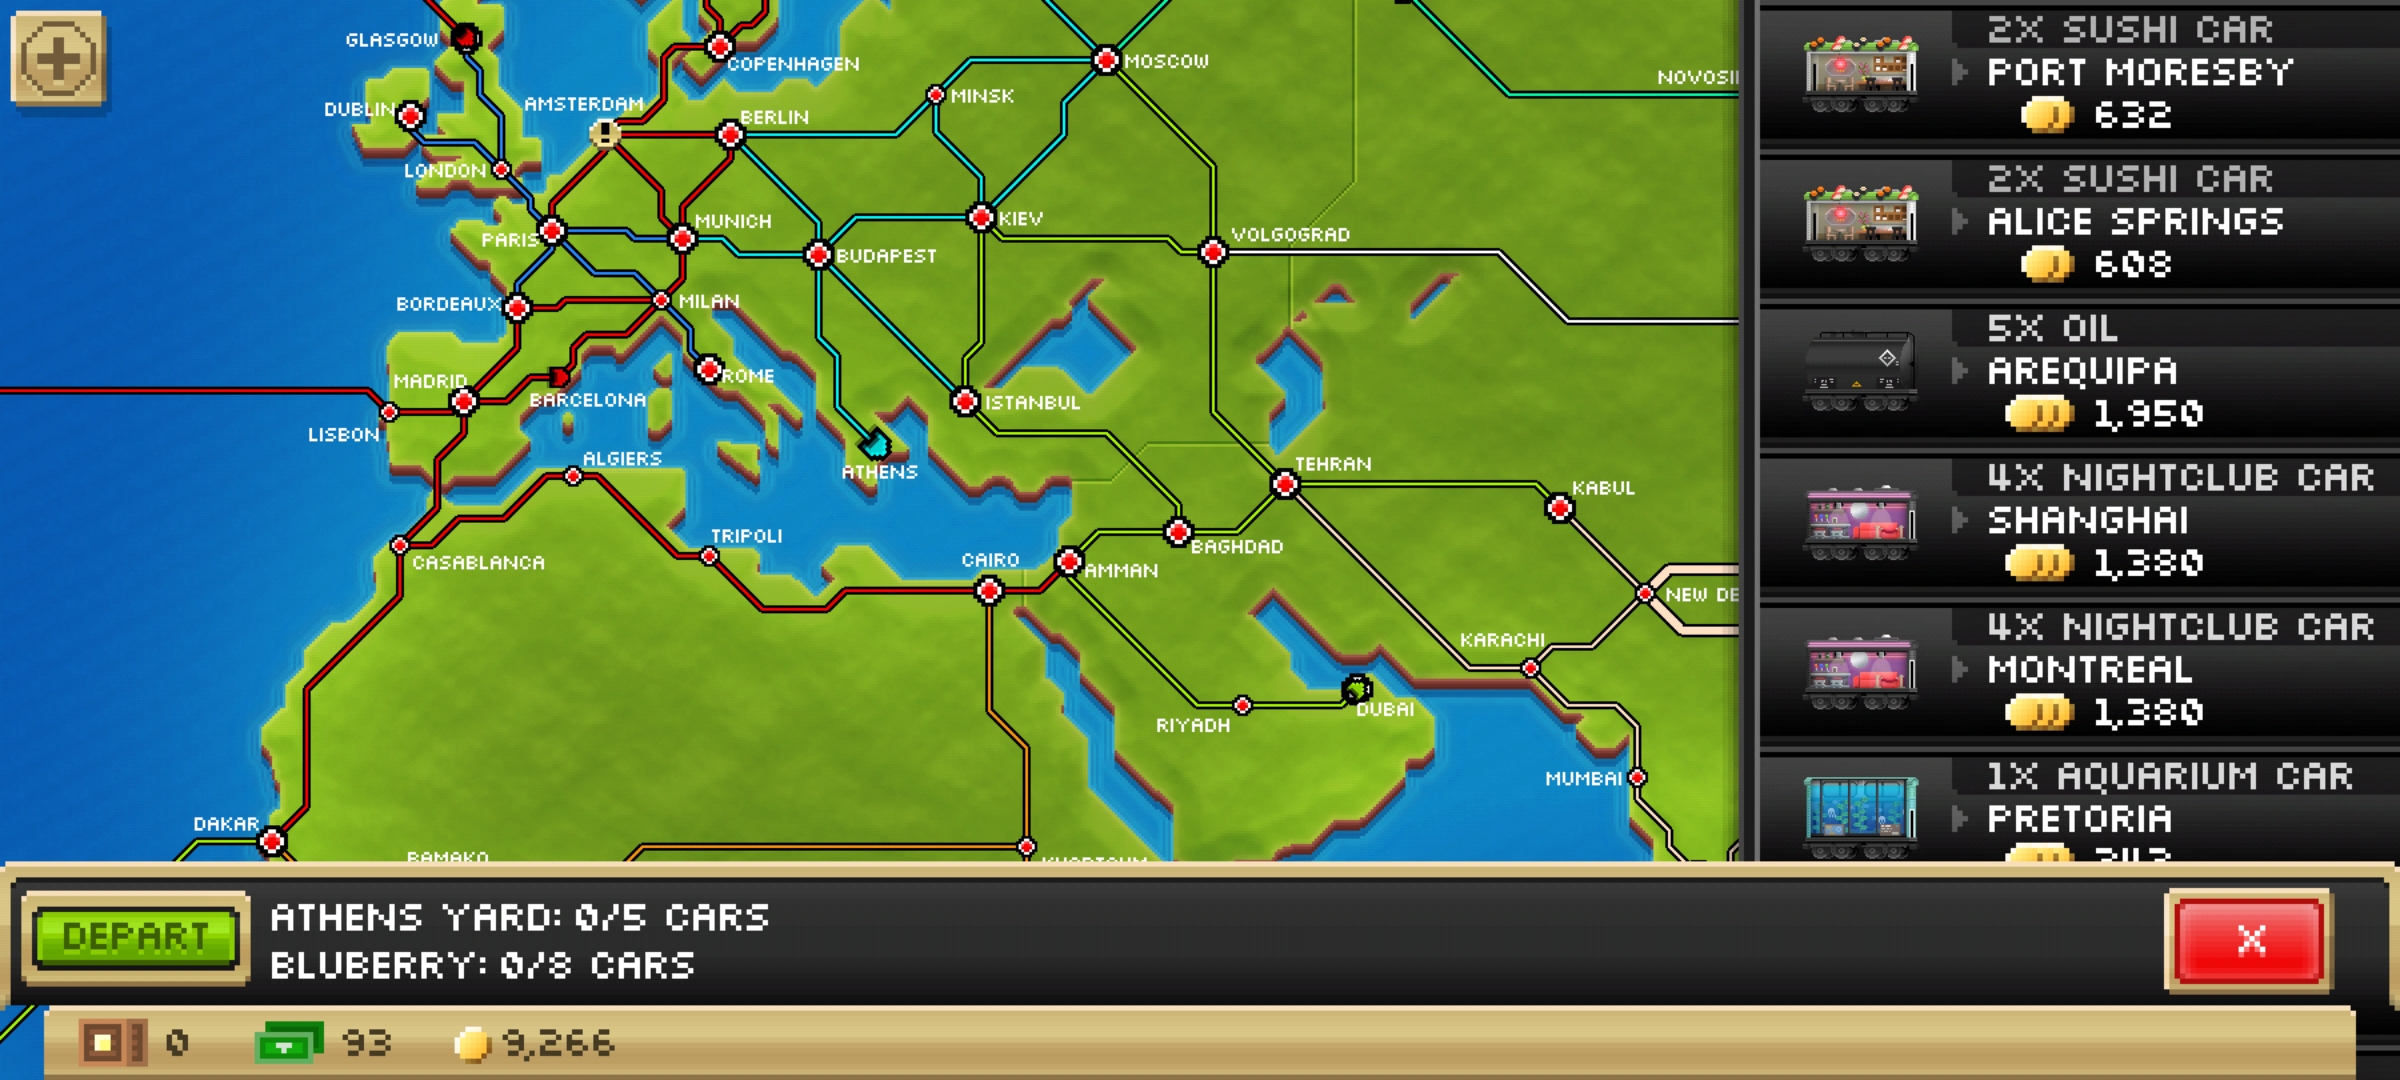 GLASGOW
COPENHAGEN
MOSCOW
DUBLIN
AMSTERDAM
BERLIN
MINSK
LONDON
PARIS
MUNICH
BUDAPEST
KIEV
VOLGOGRAD
BORDEAUX
MILAN
MADRID
ROME
BARCELONA
ISTANBUL
LISBON
ALGIERS
ATHENS
TEHRAN
KABUL
CASABLANCA
TRIPOLI
CAIRO
AMMAN
BAGHDAD
NEW DE
KARACHI
RIYADH
DUBAI
MUMBAI
DAKAR
BAMAKO
2X SUSHI CAR
PORT MORESBY
632
2X SUSHI CAR
ALICE SPRINGS
608
5X OIL
AREQUIPA
1,950
4X NIGHTCLUB CAR
SHANGHAI
1,380
4X NIGHTCLUB CAR
MONTREAL
1,380
1X AQUARIUM CAR
PRETORIA
DEPART
ATHENS YARD: 0/5 CARS
BLUBERRY: 0/8 CARS
X
0
93
9,266